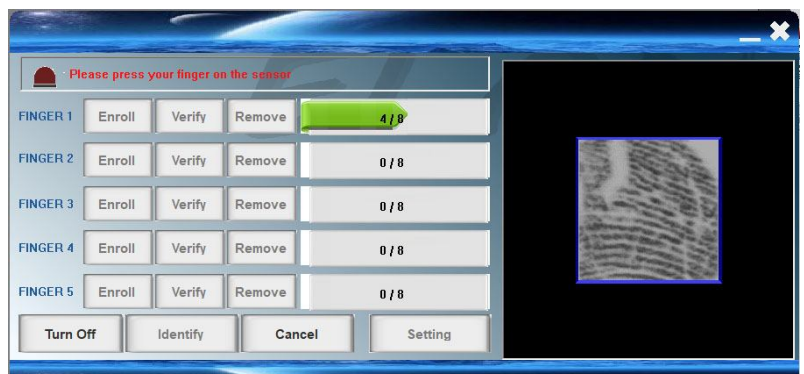 Please press your finger on the sensor
FINGER 1 Enroll Verify Remove 4 / 8
FINGER 2 Enroll Verify Remove 0 / 8
FINGER 3 Enroll Verify Remove 0 / 8
FINGER 4 Enroll Verify Remove 0 / 8
FINGER 5 Enroll Verify Remove 0 / 8
Turn Off Identify Cancel Setting